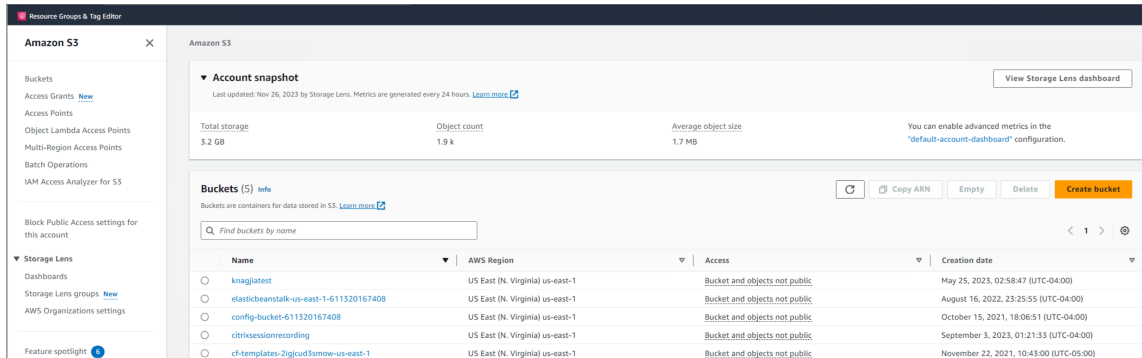 Resource Groups & Tag Editor
Amazon S3
Buckets
Access Grants New
Access Points
Object Lambda Access Points
Multi-Region Access Points
Batch Operations
IAM Access Analyzer for S3
Block Public Access settings for
this account
Storage Lens
Dashboards
Storage Lens groups New
AWS Organizations settings
Feature spotlight 6
Amazon S3
Account snapshot
View Storage Lens dashboard
Last updated: Nov 26, 2023 by Storage Lens. Metrics are generated every 24 hours. Learn more
Total storage
3.2 GB
Object count
1.9 k
Average object size
1.7 MB
You can enable advanced metrics in the
"default-account-dashboard" configuration.
Buckets (5) Info
Copy ARN Empty Delete Create bucket
Buckets are containers for data stored in S3. Learn more
Find buckets by name
1
Name AWS Region Access Creation date
knagjiatest US East (N. Virginia) us-east-1 Bucket and objects not public May 25, 2023, 02:58:47 (UTC-04:00)
elasticbeanstalk-us-east-1-611320167408 US East (N. Virginia) us-east-1 Bucket and objects not public August 16, 2022, 23:25:55 (UTC-04:00)
config-bucket-611320167408 US East (N. Virginia) us-east-1 Bucket and objects not public October 15, 2021, 18:06:51 (UTC-04:00)
citrixsessionrecording US East (N. Virginia) us-east-1 Bucket and objects not public September 3, 2023, 01:21:33 (UTC-04:00)
cf-templates-2igjcud3smow-us-east-1 US East (N. Virginia) us-east-1 Bucket and objects not public November 22, 2021, 10:43:00 (UTC-05:00)